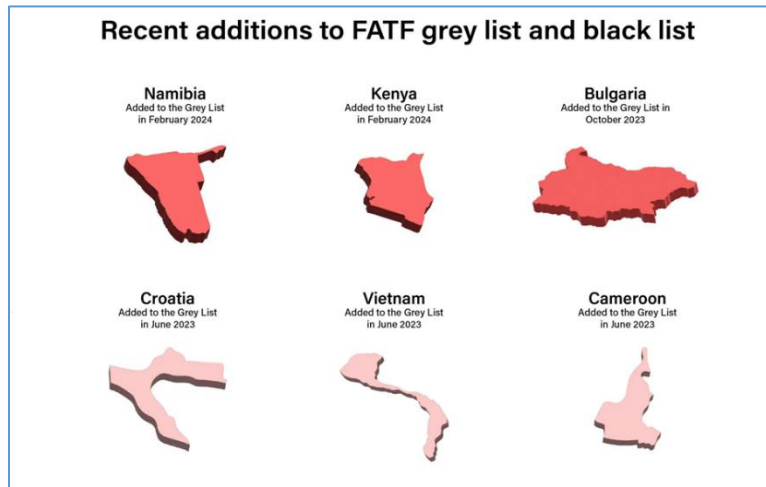 Recent additions to FATF grey list and black list
Namibia
Added to the Grey List
in February 2024
Kenya
Added to the Grey List
in February 2024
Bulgaria
Added to the Grey List in
October 2023
Croatia
Added to the Grey List
in June 2023
Vietnam
Added to the Grey List
in June 2023
Cameroon
Added to the Grey List
in June 2023